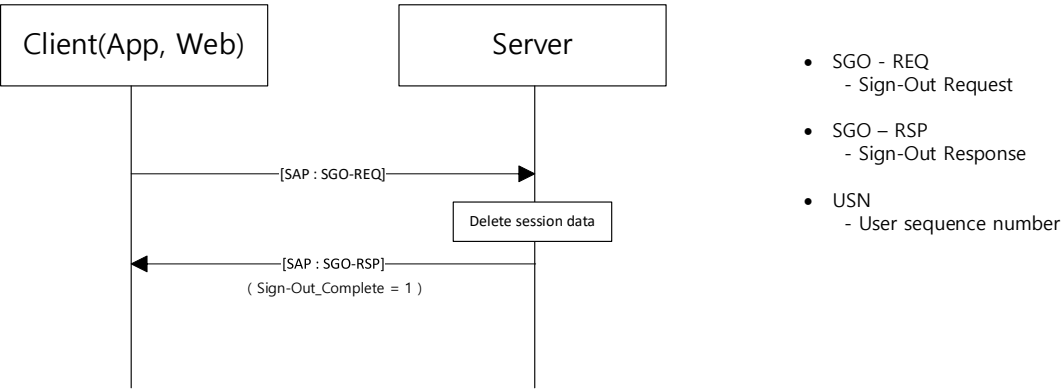 Client(App, Web)
Server
[SAP : SGO-REQ]
Delete session data
[SAP : SGO-RSP]
( Sign-Out_Complete = 1 )
• SGO - REQ
- Sign-Out Request
• SGO – RSP
- Sign-Out Response
• USN
- User sequence number